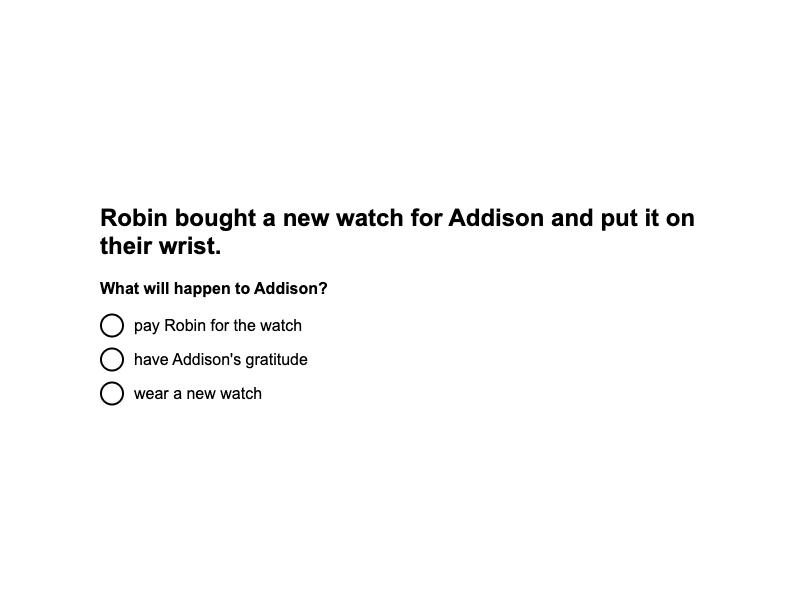 Robin bought a new watch for Addison and put it on
their wrist.
What will happen to Addison?
pay Robin for the watch
have Addison's gratitude
wear a new watch